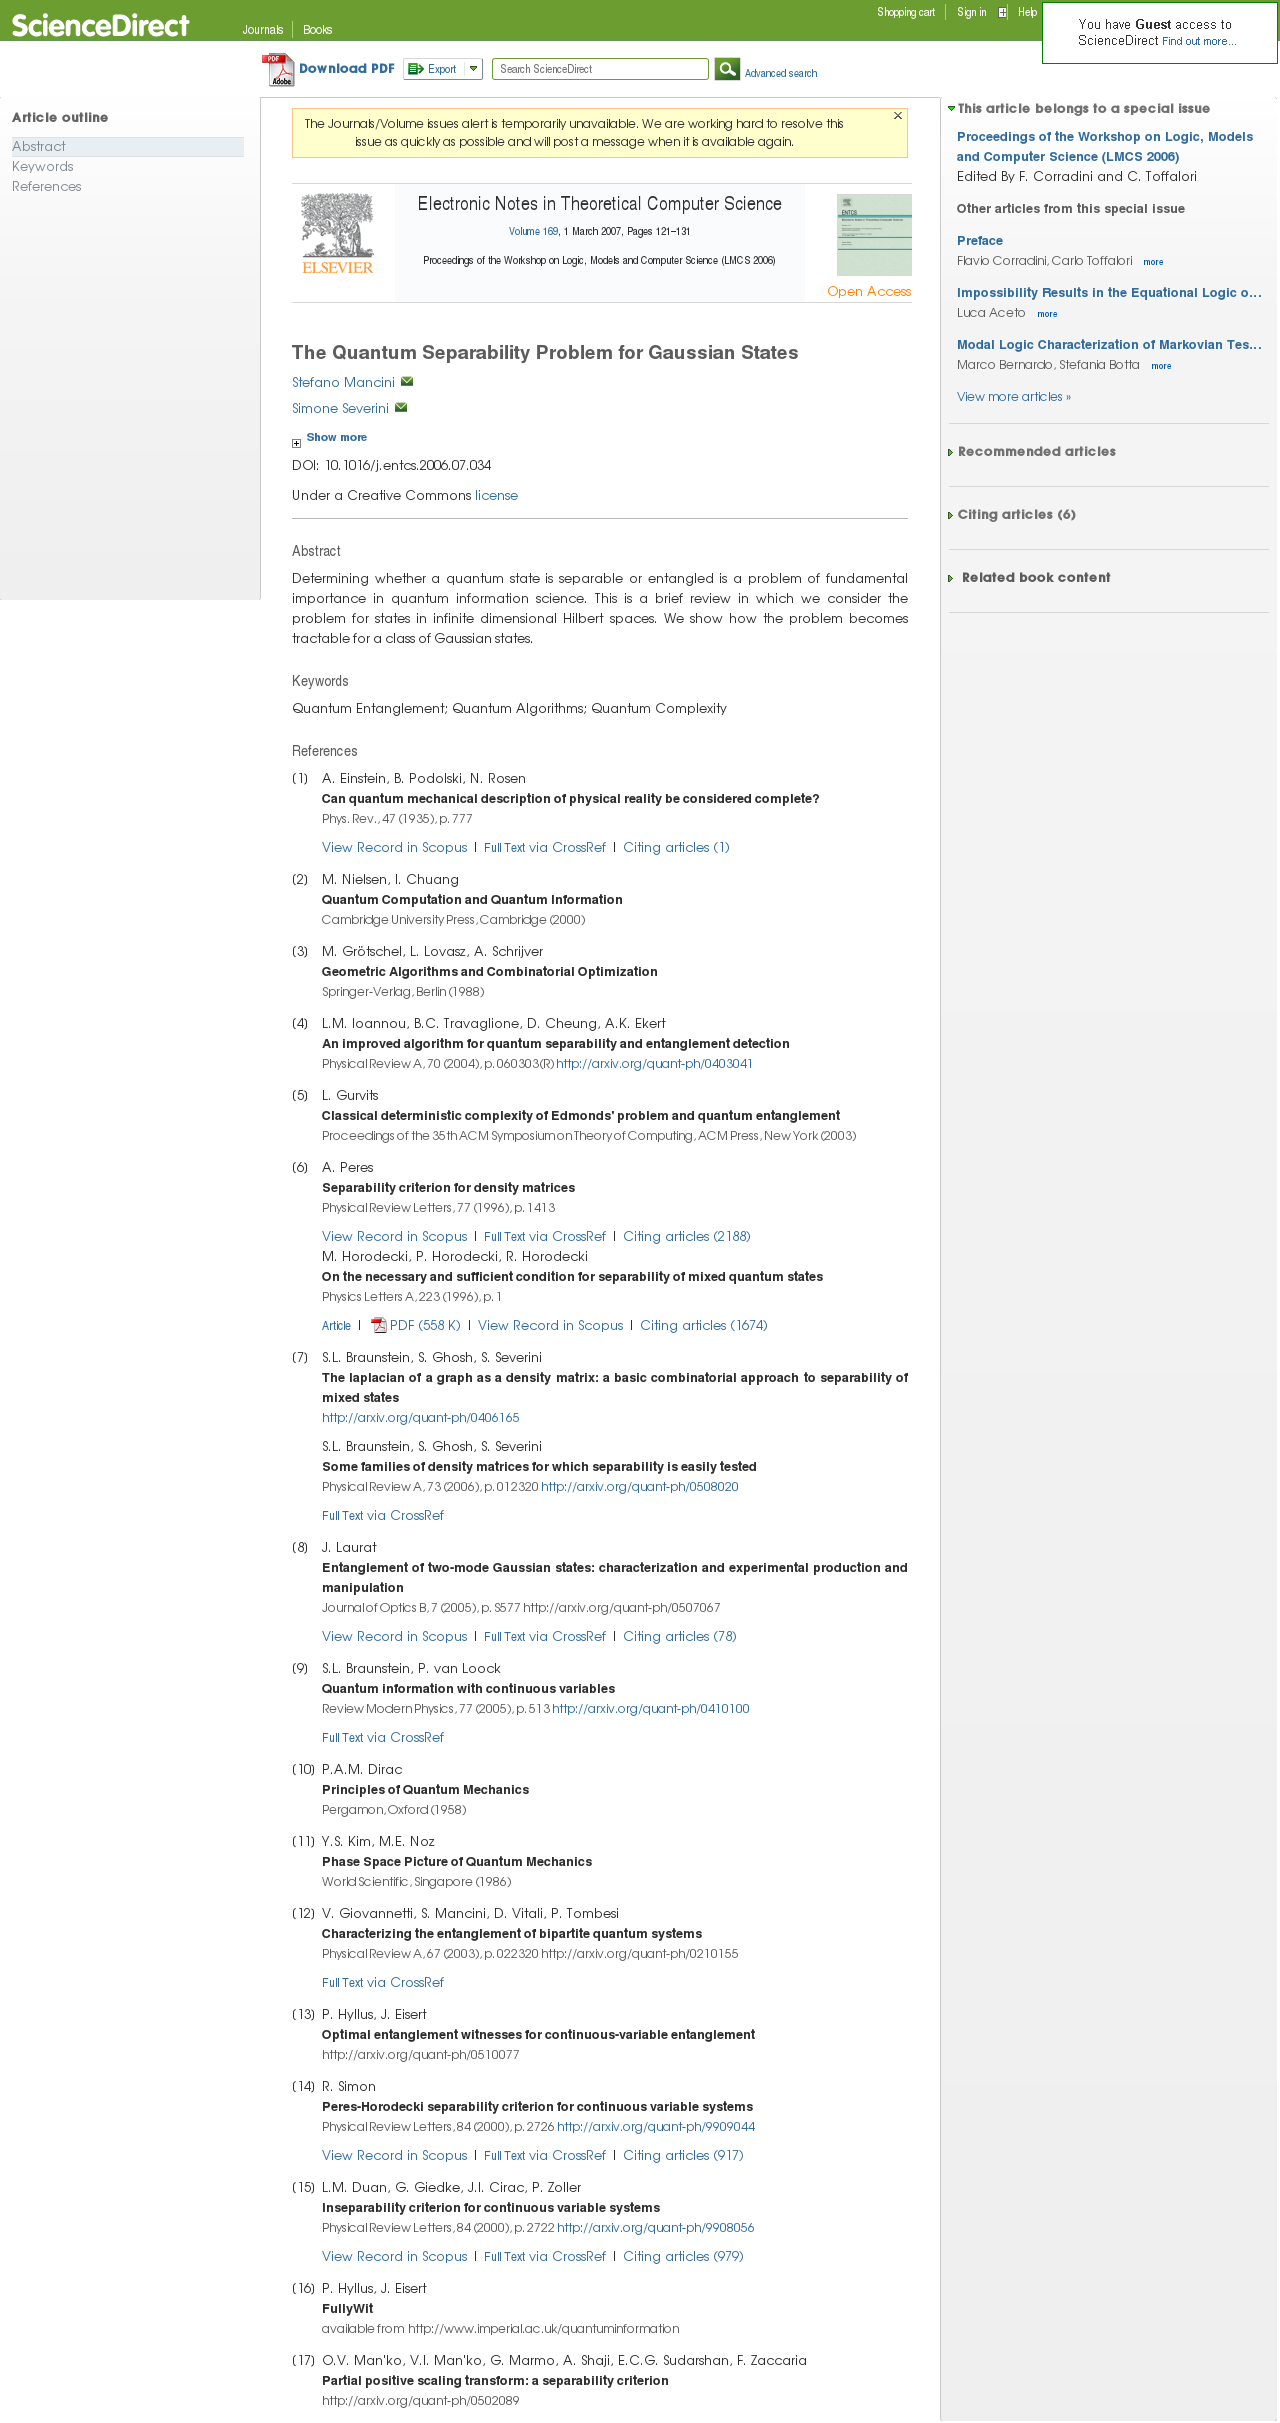 ScienceDirect
Journals
Books
Shopping cart
Sign in
Help
You have Guest access to
ScienceDirect Find out more...
Download PDF
Export
Search ScienceDirect
Advanced search
Article outline
Abstract
Keywords
References
The Journals/Volume issues alert is temporarily unavailable. We are working hard to resolve this
issue as quickly as possible and will post a message when it is available again.
ELSEVIER
Electronic Notes in Theoretical Computer Science
Volume 169, 1 March 2007, Pages 121–131
Proceedings of the Workshop on Logic, Models and Computer Science (LMCS 2006)
ENTCS
Open Access
The Quantum Separability Problem for Gaussian States
Stefano Mancini
Simone Severini
Show more
DOI: 10.1016/j.entcs.2006.07.034
Under a Creative Commons license
Abstract
Determining whether a quantum state is separable or entangled is a problem of fundamental
importance in quantum information science. This is a brief review in which we consider the
problem for states in infinite dimensional Hilbert spaces. We show how the problem becomes
tractable for a class of Gaussian states.
Keywords
Quantum Entanglement; Quantum Algorithms; Quantum Complexity
References
(1) A. Einstein, B. Podolski, N. Rosen
Can quantum mechanical description of physical reality be considered complete?
Phys. Rev., 47 (1935), p. 777
View Record in Scopus | Full Text via CrossRef | Citing articles (1)
(2) M. Nielsen, I. Chuang
Quantum Computation and Quantum Information
Cambridge University Press, Cambridge (2000)
(3) M. Grötschel, L. Lovasz, A. Schrijver
Geometric Algorithms and Combinatorial Optimization
Springer-Verlag, Berlin (1988)
(4) L.M. Ioannou, B.C. Travaglione, D. Cheung, A.K. Ekert
An improved algorithm for quantum separability and entanglement detection
Physical Review A, 70 (2004), p. 060303(R) http://arxiv.org/quant-ph/0403041
(5) L. Gurvits
Classical deterministic complexity of Edmonds' problem and quantum entanglement
Proceedings of the 35th ACM Symposium on Theory of Computing, ACM Press, New York (2003)
(6) A. Peres
Separability criterion for density matrices
Physical Review Letters, 77 (1996), p. 1413
View Record in Scopus | Full Text via CrossRef | Citing articles (2188)
M. Horodecki, P. Horodecki, R. Horodecki
On the necessary and sufficient condition for separability of mixed quantum states
Physics Letters A, 223 (1996), p. 1
Article | PDF (558 K) | View Record in Scopus | Citing articles (1674)
(7) S.L. Braunstein, S. Ghosh, S. Severini
The laplacian of a graph as a density matrix: a basic combinatorial approach to separability of
mixed states
http://arxiv.org/quant-ph/0406165
S.L. Braunstein, S. Ghosh, S. Severini
Some families of density matrices for which separability is easily tested
Physical Review A, 73 (2006), p. 012320 http://arxiv.org/quant-ph/0508020
Full Text via CrossRef
(8) J. Laurat
Entanglement of two-mode Gaussian states: characterization and experimental production and
manipulation
Journal of Optics B, 7 (2005), p. S577 http://arxiv.org/quant-ph/0507067
View Record in Scopus | Full Text via CrossRef | Citing articles (78)
(9) S.L. Braunstein, P. van Loock
Quantum information with continuous variables
Review Modern Physics, 77 (2005), p. 513 http://arxiv.org/quant-ph/0410100
Full Text via CrossRef
(10) P.A.M. Dirac
Principles of Quantum Mechanics
Pergamon, Oxford (1958)
(11) Y.S. Kim, M.E. Noz
Phase Space Picture of Quantum Mechanics
World Scientific, Singapore (1986)
(12) V. Giovannetti, S. Mancini, D. Vitali, P. Tombesi
Characterizing the entanglement of bipartite quantum systems
Physical Review A, 67 (2003), p. 022320 http://arxiv.org/quant-ph/0210155
Full Text via CrossRef
(13) P. Hyllus, J. Eisert
Optimal entanglement witnesses for continuous-variable entanglement
http://arxiv.org/quant-ph/0510077
(14) R. Simon
Peres-Horodecki separability criterion for continuous variable systems
Physical Review Letters, 84 (2000), p. 2726 http://arxiv.org/quant-ph/9909044
View Record in Scopus | Full Text via CrossRef | Citing articles (917)
(15) L.M. Duan, G. Giedke, J.I. Cirac, P. Zoller
Inseparability criterion for continuous variable systems
Physical Review Letters, 84 (2000), p. 2722 http://arxiv.org/quant-ph/9908056
View Record in Scopus | Full Text via CrossRef | Citing articles (979)
(16) P. Hyllus, J. Eisert
FullyWit
available from http://www.imperial.ac.uk/quantuminformation
(17) O.V. Man'ko, V.I. Man'ko, G. Marmo, A. Shaji, E.C.G. Sudarshan, F. Zaccaria
Partial positive scaling transform: a separability criterion
http://arxiv.org/quant-ph/0502089
This article belongs to a special issue
Proceedings of the Workshop on Logic, Models
and Computer Science (LMCS 2006)
Edited By F. Corradini and C. Toffalori
Other articles from this special issue
Preface
Flavio Corradini, Carlo Toffalori more
Impossibility Results in the Equational Logic o...
Luca Aceto more
Modal Logic Characterization of Markovian Tes...
Marco Bernardo, Stefania Botta more
View more articles »
Recommended articles
Citing articles (6)
Related book content